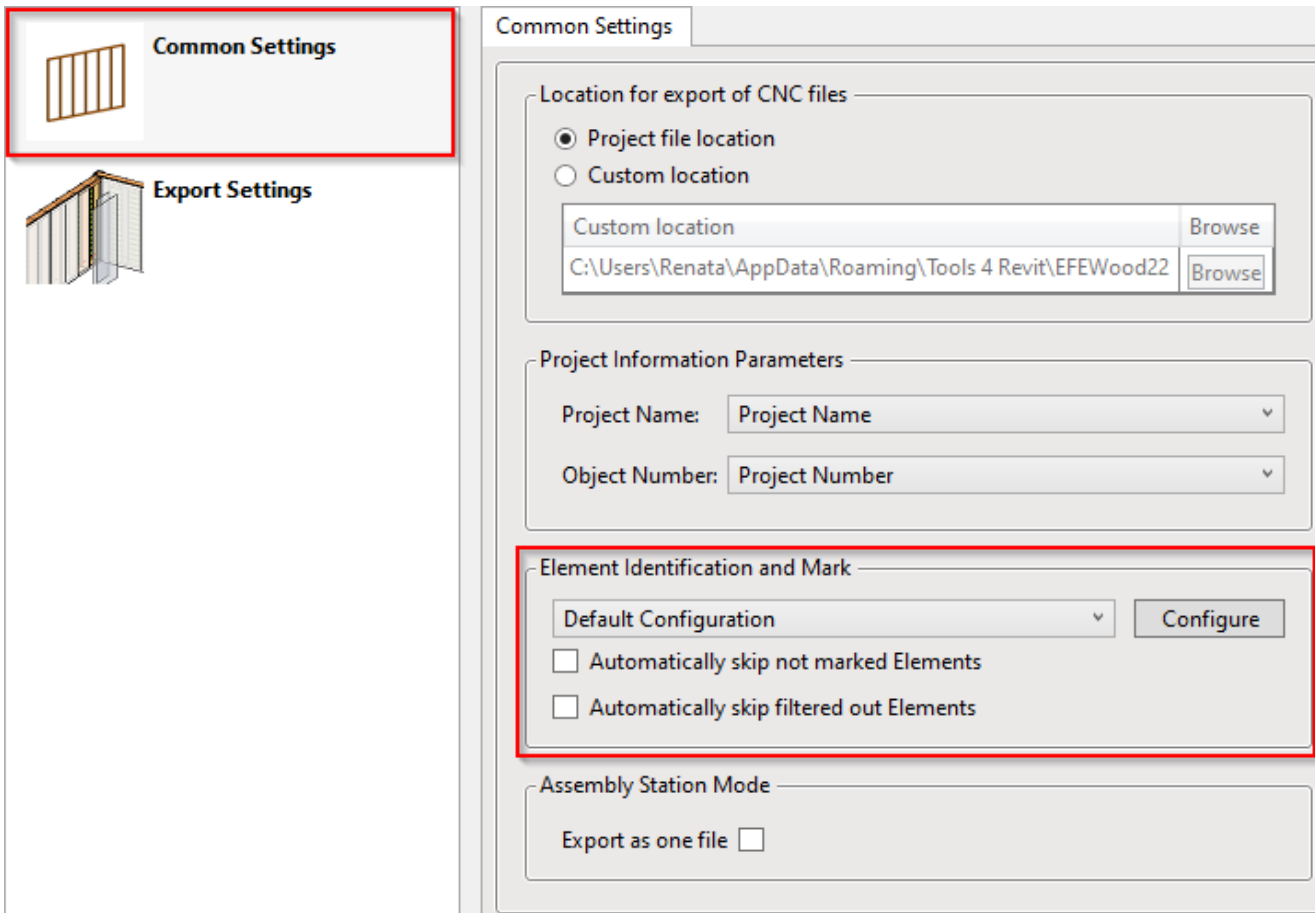 Common Settings
Export Settings
Common Settings
Location for export of CNC files
Project file location
Custom location
Custom location Browse
C:\Users\Renata\AppData\Roaming\Tools 4 Revit\EFEWood22 Browse
Project Information Parameters
Project Name: Project Name
Object Number: Project Number
Element Identification and Mark
Default Configuration Configure
Automatically skip not marked Elements
Automatically skip filtered out Elements
Assembly Station Mode
Export as one file